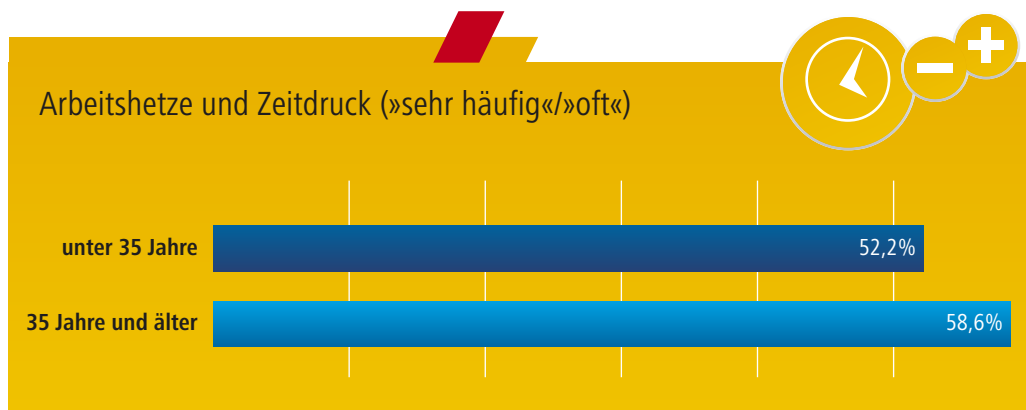 Arbeitshetze und Zeitdruck (»sehr häufig«/»oft«)
unter 35 Jahre 52,2%
35 Jahre und älter 58,6%